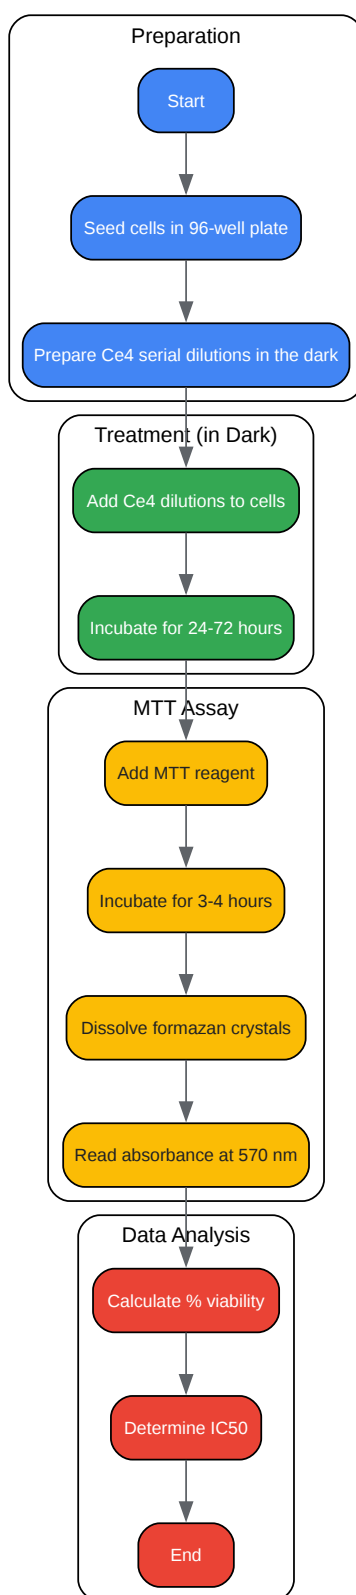 Preparation
Start
Seed cells in 96-well plate
Prepare Ce4 serial dilutions in the dark
Treatment (in Dark)
Add Ce4 dilutions to cells
Incubate for 24-72 hours
MTT Assay
Add MTT reagent
Incubate for 3-4 hours
Dissolve formazan crystals
Read absorbance at 570 nm
Data Analysis
Calculate % viability
Determine IC50
End